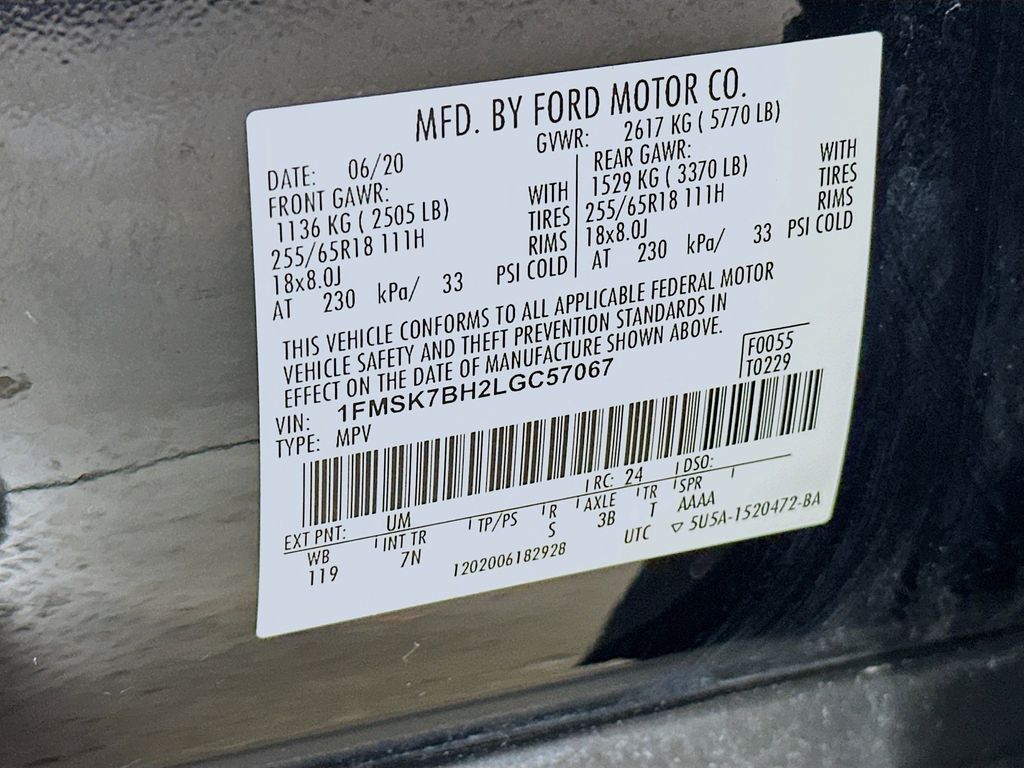 MFD. BY FORD MOTOR CO.
DATE: 06/20
GVWR: 2617 KG ( 5770 LB)
FRONT GAWR:
1136 KG ( 2505 LB) WITH
255/65R18 111H TIRES
18x8.0J RIMS
AT 230 kPa/ 33 PSI COLD
REAR GAWR:
1529 KG ( 3370 LB) WITH
255/65R18 111H TIRES
18x8.0J RIMS
AT 230 kPa/ 33 PSI COLD
THIS VEHICLE CONFORMS TO ALL APPLICABLE FEDERAL MOTOR
VEHICLE SAFETY AND THEFT PREVENTION STANDARDS IN
EFFECT ON THE DATE OF MANUFACTURE SHOWN ABOVE.
F0055
T0229
VIN: 1FMSK7BH2LGC57067
TYPE: MPV
EXT PNT: UM RC: 24 DSO:
WB INT TR TP/PS R AXLE TR SPR
119 7N S 3B T AAAA
1202006182928 UTC ▽ 5U5A-1520472-BA